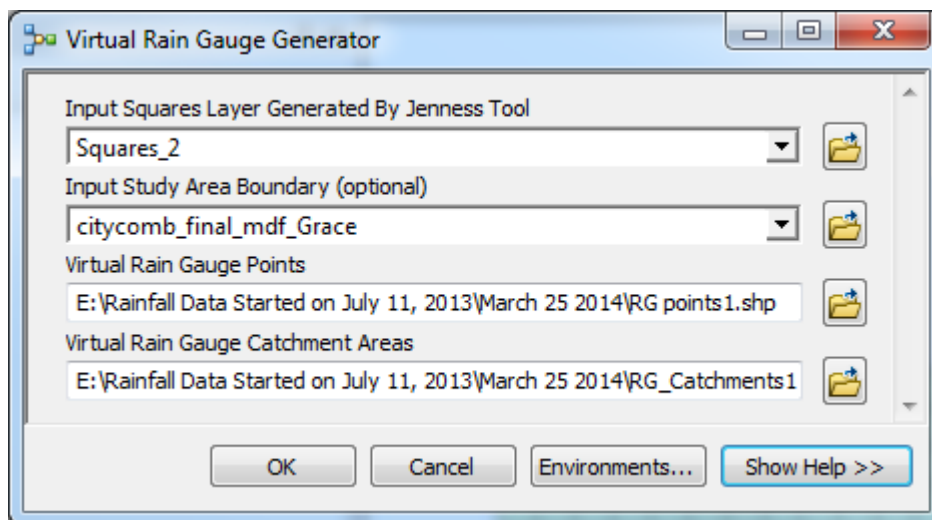 Virtual Rain Gauge Generator
Input Squares Layer Generated By Jenness Tool
Squares_2
Input Study Area Boundary (optional)
citycomb_final_mdf_Grace
Virtual Rain Gauge Points
E:\Rainfall Data Started on July 11, 2013\March 25 2014\RG points1.shp
Virtual Rain Gauge Catchment Areas
E:\Rainfall Data Started on July 11, 2013\March 25 2014\RG_Catchments1
OK Cancel Environments... Show Help >>